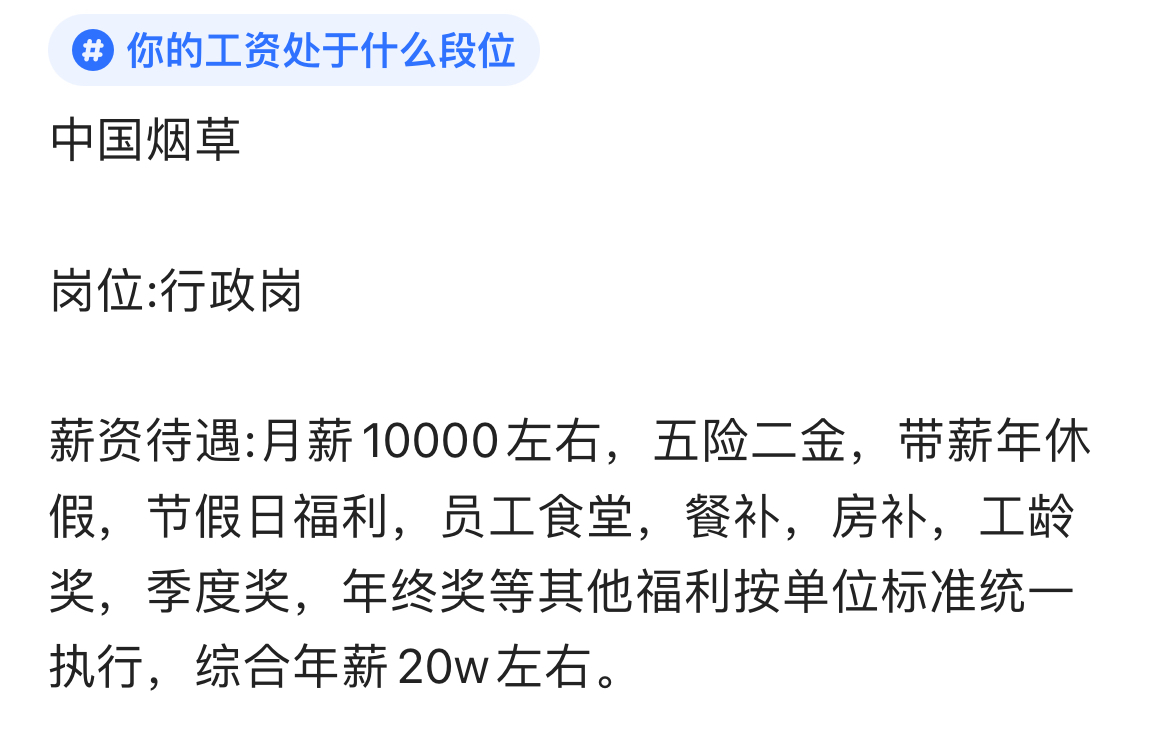 # 你的工资处于什么段位
中国烟草
岗位:行政岗
薪资待遇:月薪10000左右，五险二金，带薪年休
假，节假日福利，员工食堂，餐补，房补，工龄
奖，季度奖，年终奖等其他福利按单位标准统一
执行，综合年薪20w左右。